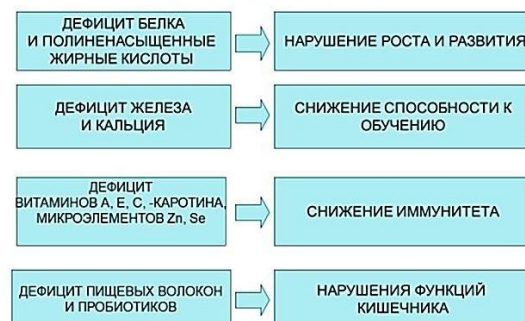 ДЕФИЦИТ БЕЛКА
И ПОЛИНЕНАСЫЩЕННЫЕ
ЖИРНЫЕ КИСЛОТЫ
НАРУШЕНИЕ РОСТА И РАЗВИТИЯ
ДЕФИЦИТ ЖЕЛЕЗА
И КАЛЬЦИЯ
СНИЖЕНИЕ СПОСОБНОСТИ К
ОБУЧЕНИЮ
ДЕФИЦИТ
ВИТАМИНОВ А, Е, С, -КАРОТИНА,
МИКРОЭЛЕМЕНТОВ Zn, Se
СНИЖЕНИЕ ИММУНИТЕТА
ДЕФИЦИТ ПИЩЕВЫХ ВОЛОКОН
И ПРОБИОТИКОВ
НАРУШЕНИЯ ФУНКЦИЙ
КИШЕЧНИКА